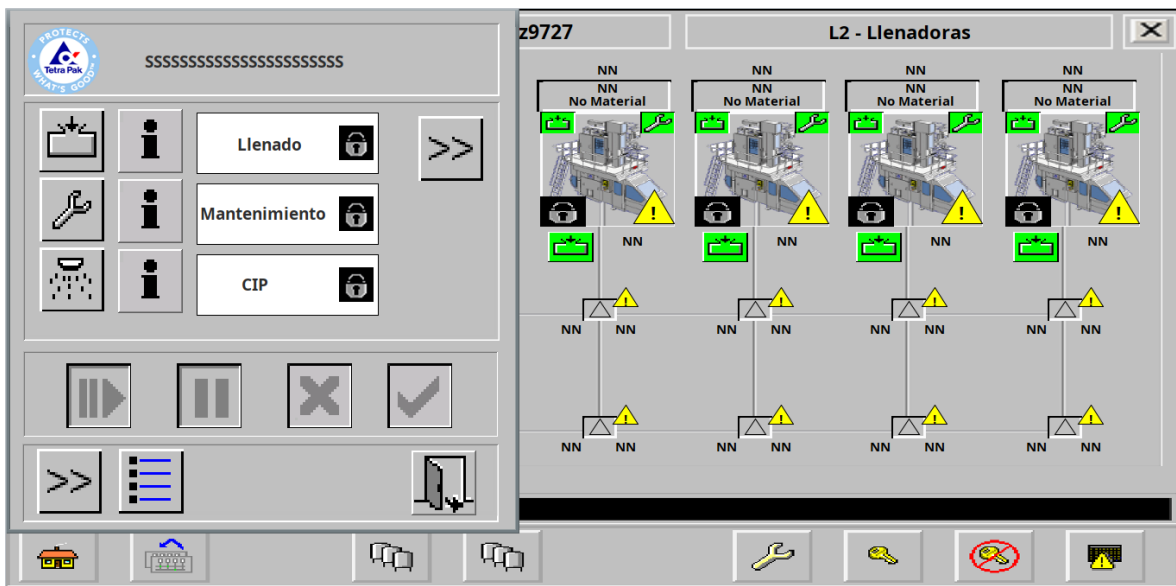 PROTECTS
Tetra Pak
WHAT'S GOOD
SSSSSSSSSSSSSSSSSSSSSSS
Llenado
>>
Mantenimiento
CIP
>>
z9727
L2 - Llenadoras
NN NN NN NN
NN NN NN NN
No Material No Material No Material No Material
NN NN NN NN
NN NN NN NN NN NN NN NN
NN NN NN NN NN NN NN NN